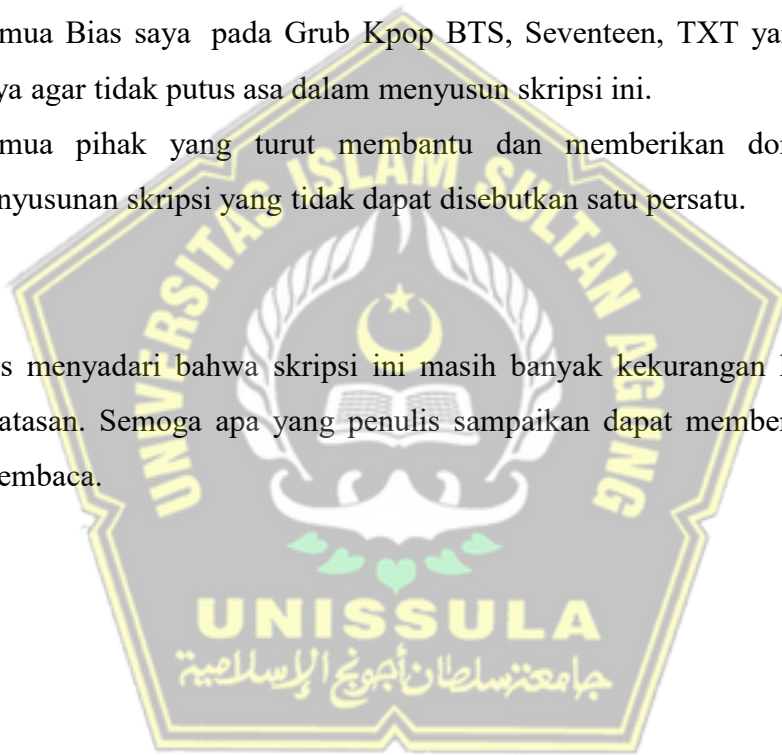 mua Bias saya pada Grub Kpop BTS, Seventeen, TXT
ya agar tidak putus asa dalam menyusun skripsi ini.
mua pihak yang turut membantu dan memberikan
nyusunan skripsi yang tidak dapat disebutkan satu persatu.
s menyadari bahwa skripsi ini masih banyak kekurangan
atasan. Semoga apa yang penulis sampaikan dapat
embaca.
UNIVERSITAS ISLAM SULTAN AGUNG
UNISSULA
جامعة سلطان أجونج الإسلامية